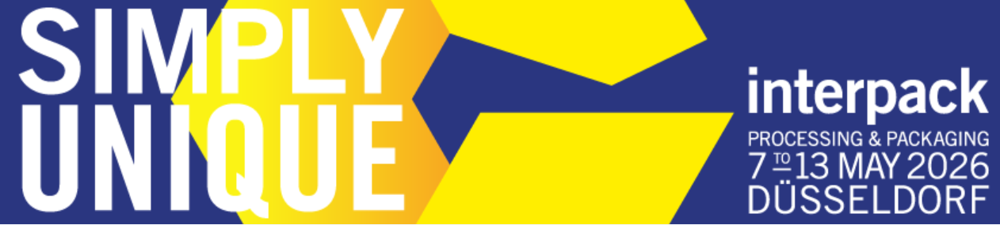 SIMPLY
UNIQUE
interpack
PROCESSING & PACKAGING
7 TO 13 MAY 2026
DÜSSELDORF